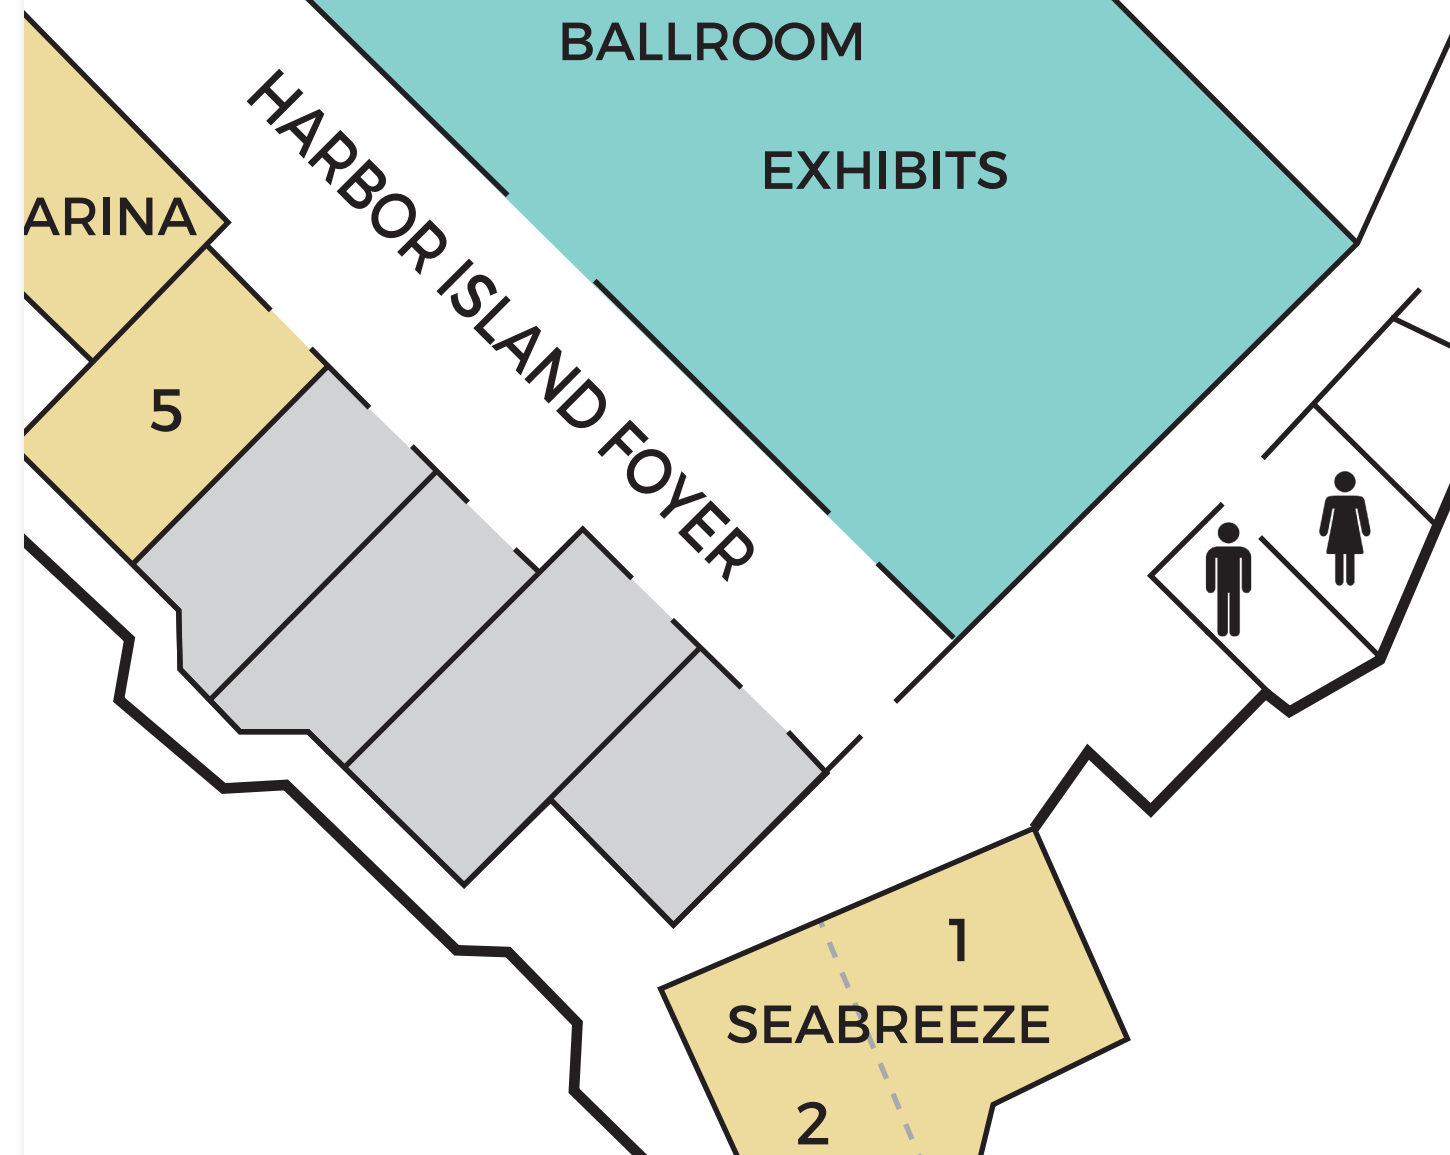 BALLROOM
EXHIBITS
HARBOR ISLAND FOYER
ARINA
5
1
SEABREEZE
2